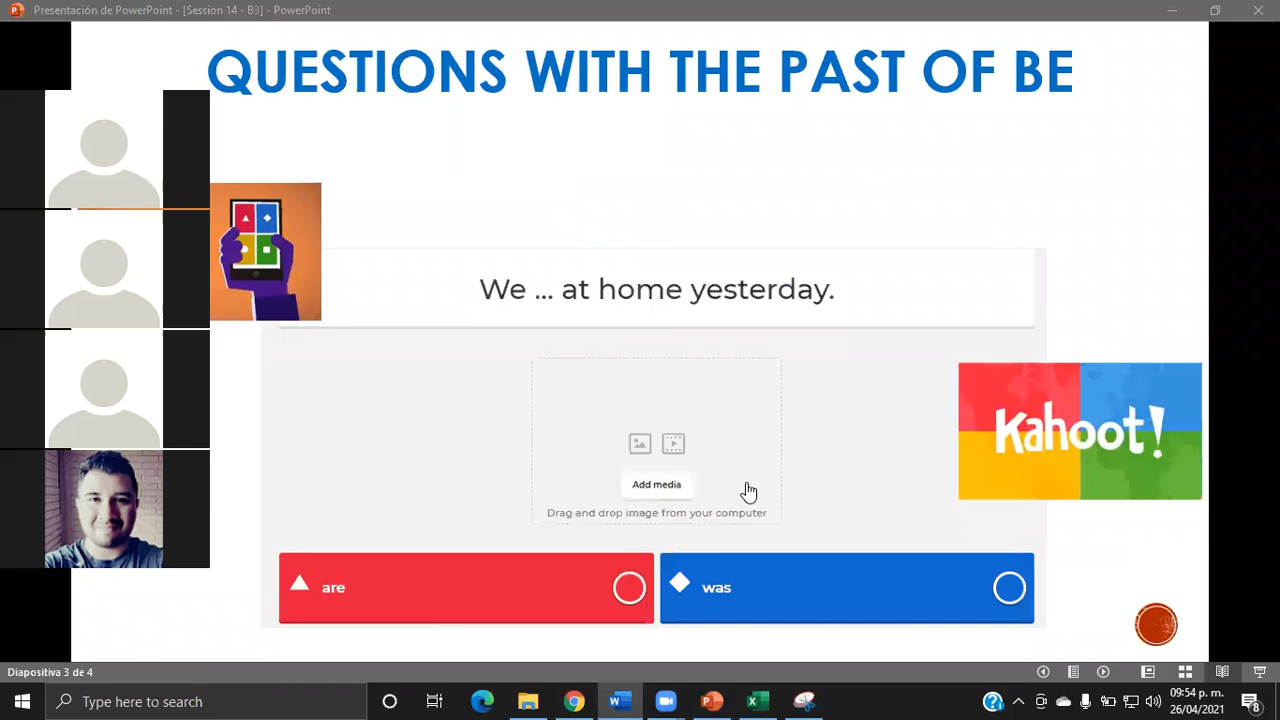 Presentación de PowerPoint - [Session 14 - B3] - PowerPoint
QUESTIONS WITH THE PAST OF BE
We ... at home yesterday.
Kahoot!
Add media
Drag and drop image from your computer
are
was
Diapositiva 3 de 4
Type here to search
09:54 p. m.
26/04/2021
8